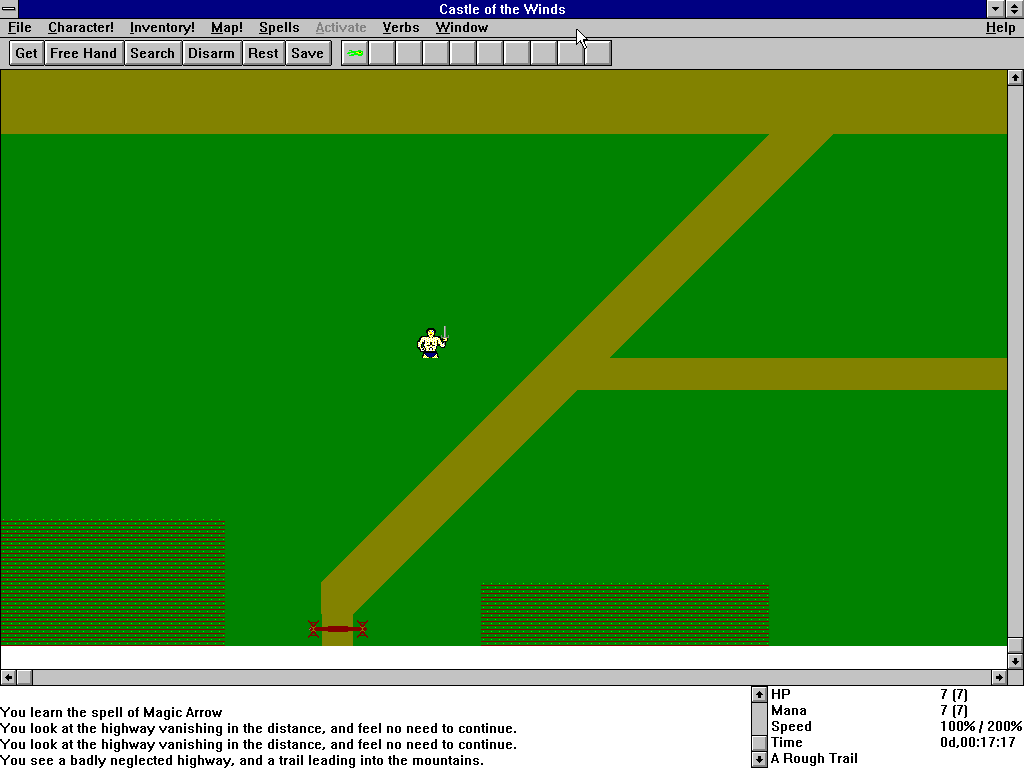 Castle of the Winds
File Character! Inventory! Map! Spells Activate Verbs Window Help
Get Free Hand Search Disarm Rest Save
You learn the spell of Magic Arrow
You look at the highway vanishing in the distance, and feel no need to continue.
You look at the highway vanishing in the distance, and feel no need to continue.
You see a badly neglected highway, and a trail leading into the mountains.
HP 7 (7)
Mana 7 (7)
Speed 100% / 200%
Time 0d,00:17:17
A Rough Trail